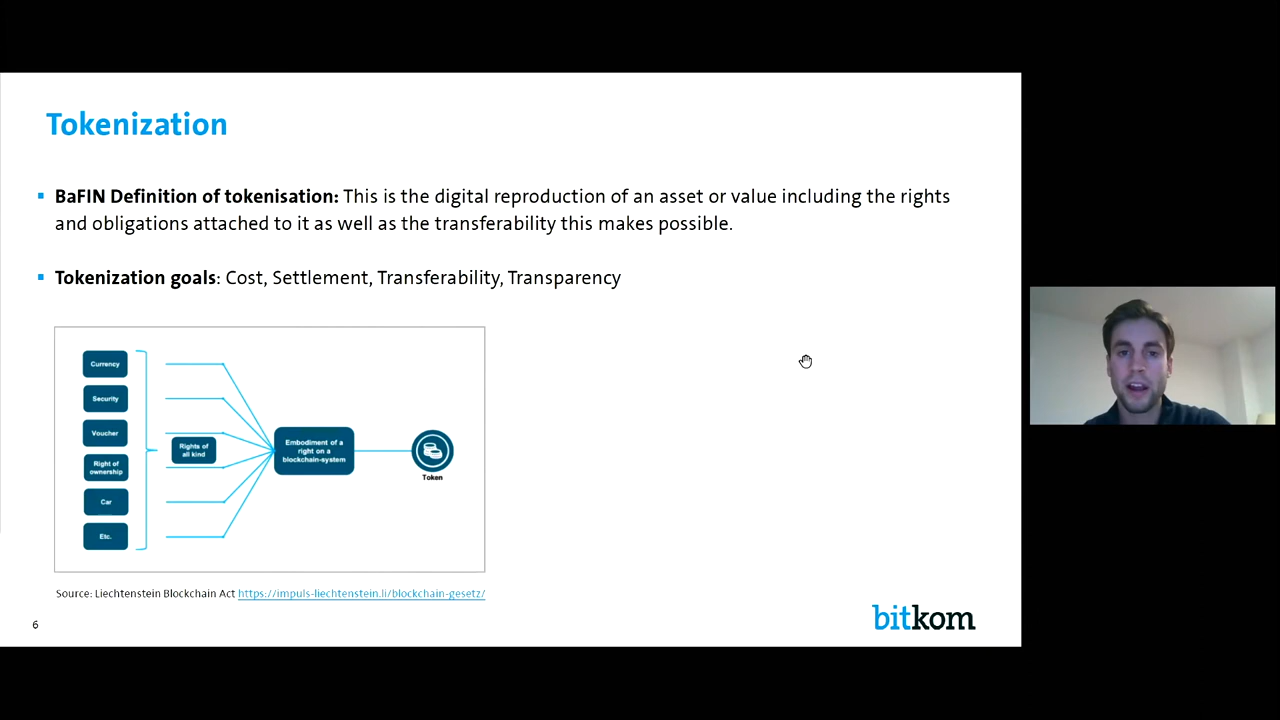 Tokenization
BaFIN Definition of tokenisation: This is the digital reproduction of an asset or value including the rights
and obligations attached to it as well as the transferability this makes possible.
Tokenization goals: Cost, Settlement, Transferability, Transparency
Currency
Security
Voucher
Right of
ownership
Car
Etc.
Rights of
all kind
Embodiment of a
right on a
blockchain-system
Token
Source: Liechtenstein Blockchain Act https://impuls-liechtenstein.li/blockchain-gesetz/
6
bitkom